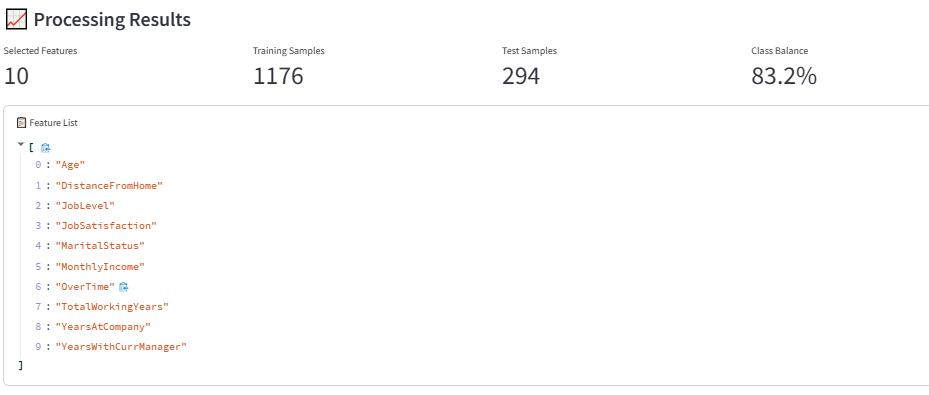 Processing Results
Selected Features
10
Training Samples
1176
Test Samples
294
Class Balance
83.2%
Feature List
[
0 : "Age"
1 : "DistanceFromHome"
2 : "JobLevel"
3 : "JobSatisfaction"
4 : "MaritalStatus"
5 : "MonthlyIncome"
6 : "OverTime"
7 : "TotalWorkingYears"
8 : "YearsAtCompany"
9 : "YearsWithCurrManager"
]